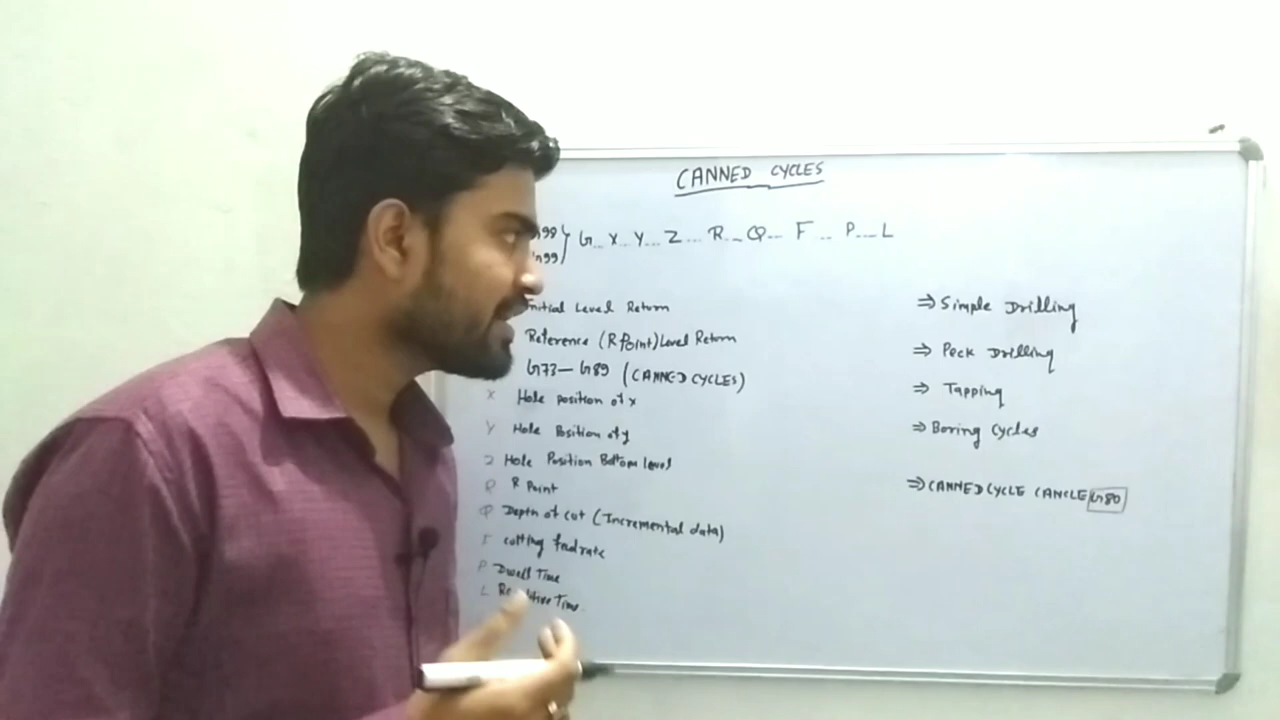 CANNED CYCLES
G99 } G... X... Y... Z... R... Q... F... P... L
G99
Initial Level Return
Reference (R Point) Level Return
G73 — G89 (CANNED CYCLES)
X Hole position of x
Y Hole Position of y
Z Hole Position Bottom level
R R Point
Q Depth of cut (Incremental data)
F cutting feed rate
P Dwell Time
L Time
⇒ Simple Drilling
⇒ Peck Drilling
⇒ Tapping
⇒ Boring Cycles
⇒ CANNED CYCLE CANCLE G80